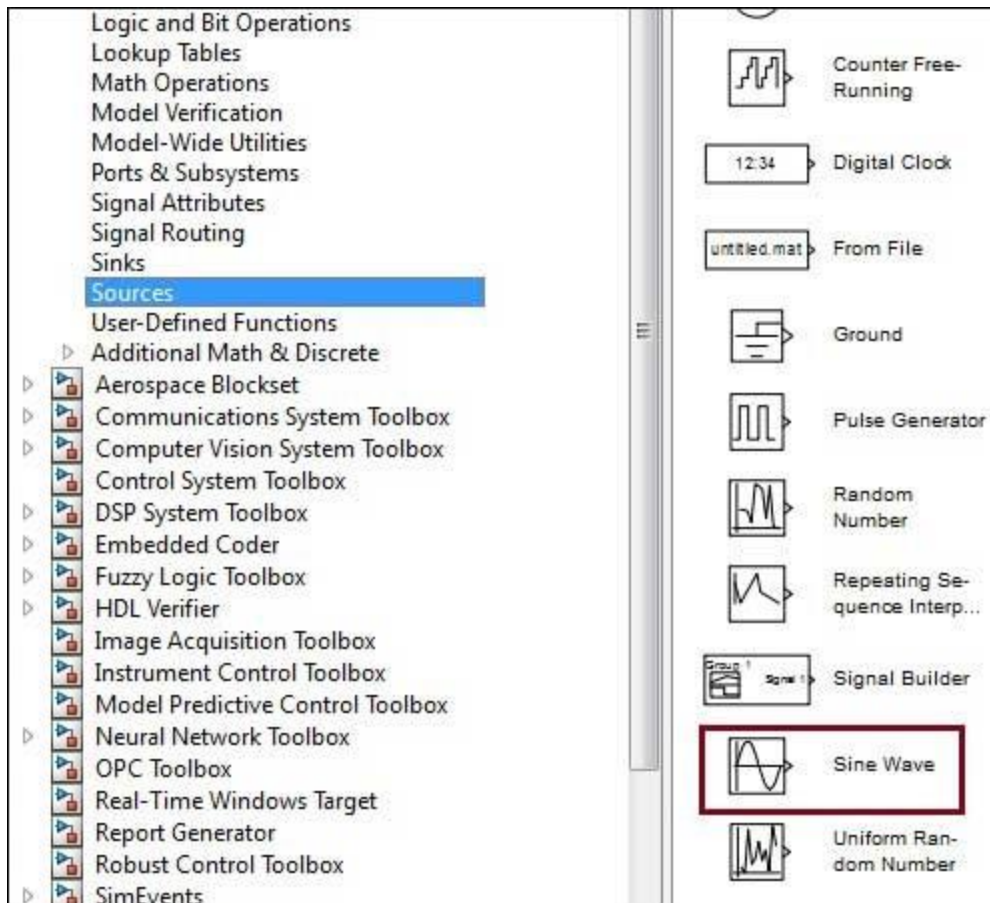 Logic and Bit Operations
Lookup Tables
Math Operations
Model Verification
Model-Wide Utilities
Ports & Subsystems
Signal Attributes
Signal Routing
Sinks
Sources
User-Defined Functions
Additional Math & Discrete
Aerospace Blockset
Communications System Toolbox
Computer Vision System Toolbox
Control System Toolbox
DSP System Toolbox
Embedded Coder
Fuzzy Logic Toolbox
HDL Verifier
Image Acquisition Toolbox
Instrument Control Toolbox
Model Predictive Control Toolbox
Neural Network Toolbox
OPC Toolbox
Real-Time Windows Target
Report Generator
Robust Control Toolbox
SimEvents
Counter Free-
Running
12:34
Digital Clock
untitled.mat
From File
Ground
Pulse Generator
Random
Number
Repeating Se-
quence Interp...
Group 1
Signal 1
Signal Builder
Sine Wave
Uniform Ran-
dom Number